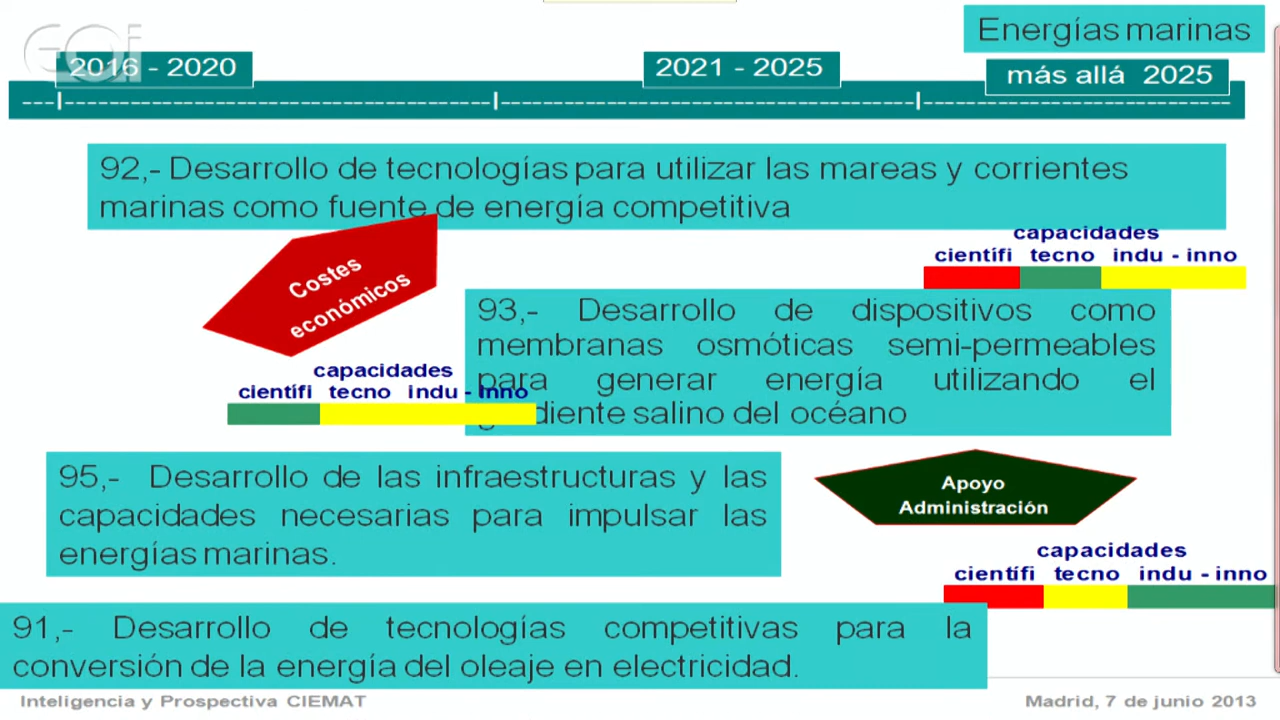 eoi
Energías marinas
2016 - 2020
2021 - 2025
más allá 2025
92,- Desarrollo de tecnologías para utilizar las mareas y corrientes
marinas como fuente de energía competitiva
Costes
económicos
capacidades
científi tecno indu - inno
93,- Desarrollo de dispositivos como
membranas osmóticas semi-permeables
para generar energía utilizando el
gradiente salino del océano
capacidades
científi tecno indu - inno
95,- Desarrollo de las infraestructuras y las
capacidades necesarias para impulsar las
energías marinas.
Apoyo
Administración
capacidades
científi tecno indu - inno
91,- Desarrollo de tecnologías competitivas para la
conversión de la energía del oleaje en electricidad.
Inteligencia y Prospectiva CIEMAT
Madrid, 7 de junio 2013